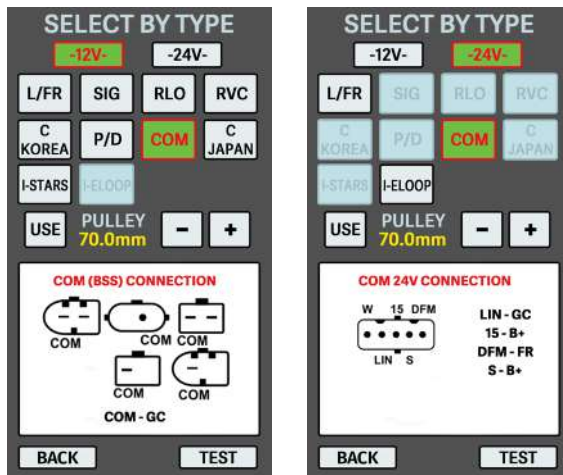 SELECT BY TYPE
-12V- -24V-
L/FR SIG RLO RVC
C KOREA P/D COM C JAPAN
I-STARS I-ELOOP
USE PULLEY 70.0mm - +
COM (BSS) CONNECTION
COM COM COM
COM COM
COM - GC
BACK TEST
SELECT BY TYPE
-12V- -24V-
L/FR SIG RLO RVC
C KOREA P/D COM C JAPAN
I-STARS I-ELOOP
USE PULLEY 70.0mm - +
COM 24V CONNECTION
W 15 DFM
LIN S
LIN - GC
15 - B+
DFM - FR
S - B+
BACK TEST